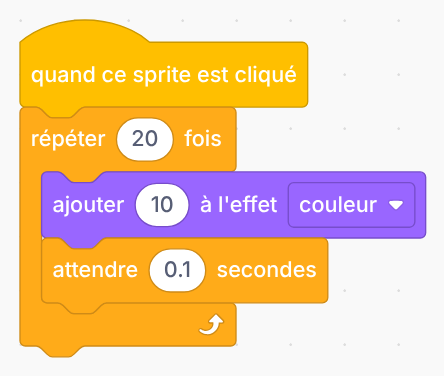 quand ce sprite est cliqué
répéter 20 fois
ajouter 10 à l'effet couleur
attendre 0.1 secondes